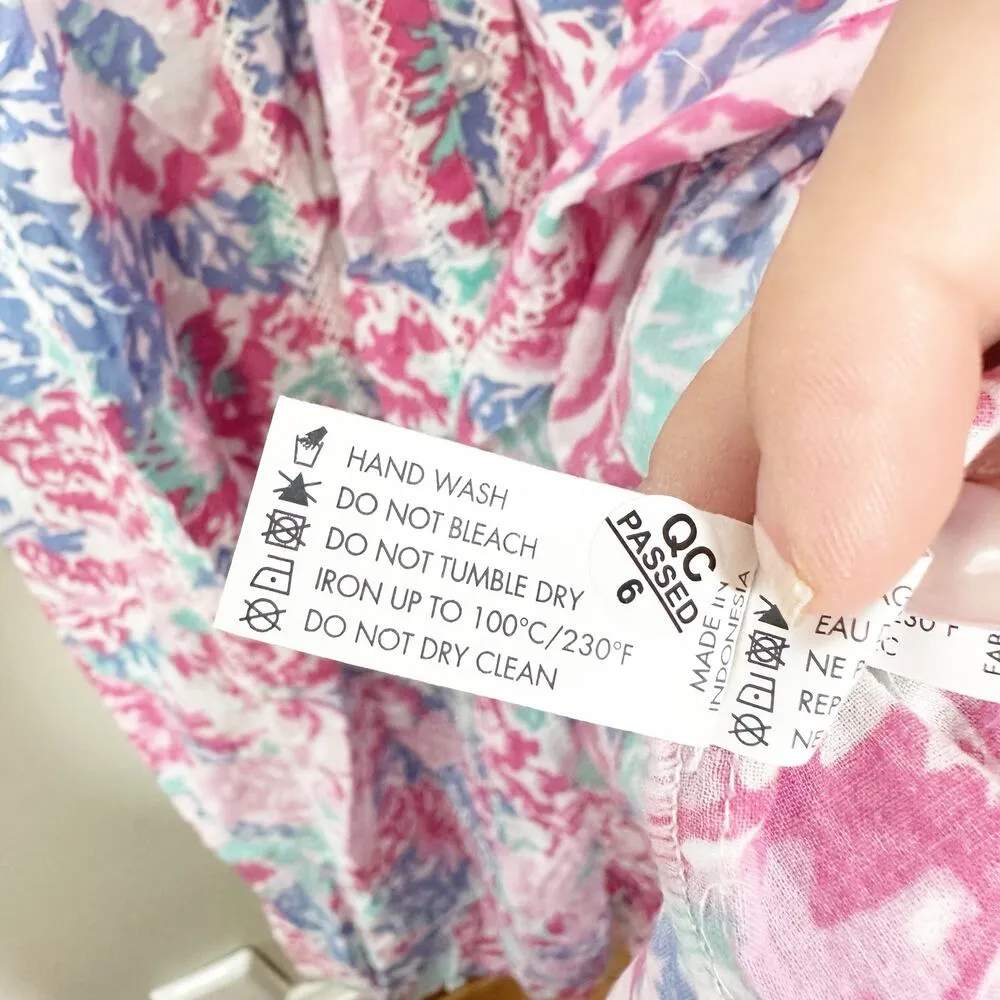 HAND WASH
DO NOT BLEACH
DO NOT TUMBLE DRY
IRON UP TO 100°C/230°F
DO NOT DRY CLEAN
QC
PASSED
6
MADE IN
INDONESIA
EAU
NE
REP
NE